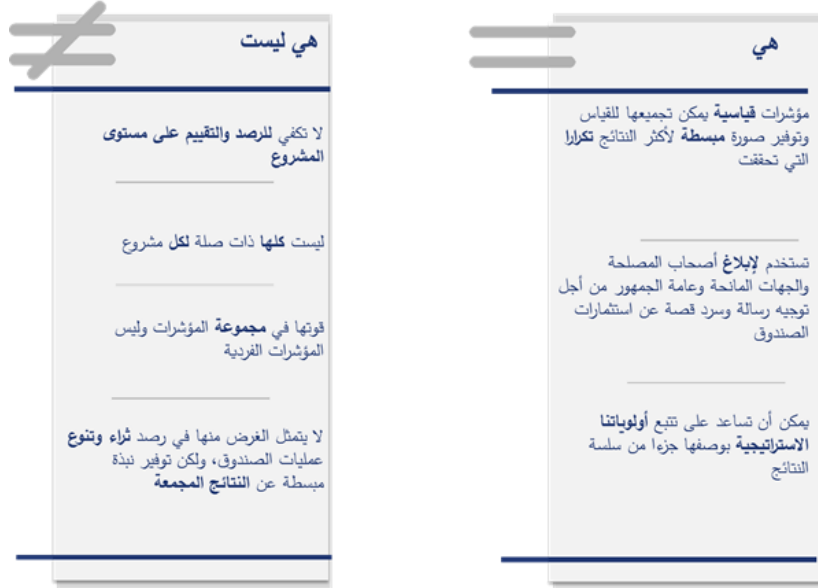 هي
مؤشرات قياسية يمكن تجميعها للقياس
وتوفير صورة مبسطة لأكثر النتائج تكرارا
التي تحققت
تستخدم لإبلاغ أصحاب المصلحة
والجهات المانحة وعامة الجمهور من أجل
توجيه رسالة وسرد قصة عن استثمارات
الصندوق
يمكن أن تساعد على تتبع أولوياتنا
الاستراتيجية بوصفها جزءا من سلسة
النتائج
هي ليست
لا تكفي للرصد والتقييم على مستوى
المشروع
ليست كلها ذات صلة لكل مشروع
قوتها في مجموعة المؤشرات وليس
المؤشرات الفردية
لا يتمثل الغرض منها في رصد ثراء وتنوع
عمليات الصندوق، ولكن توفير نبذة
مبسطة عن النتائج المجمعة